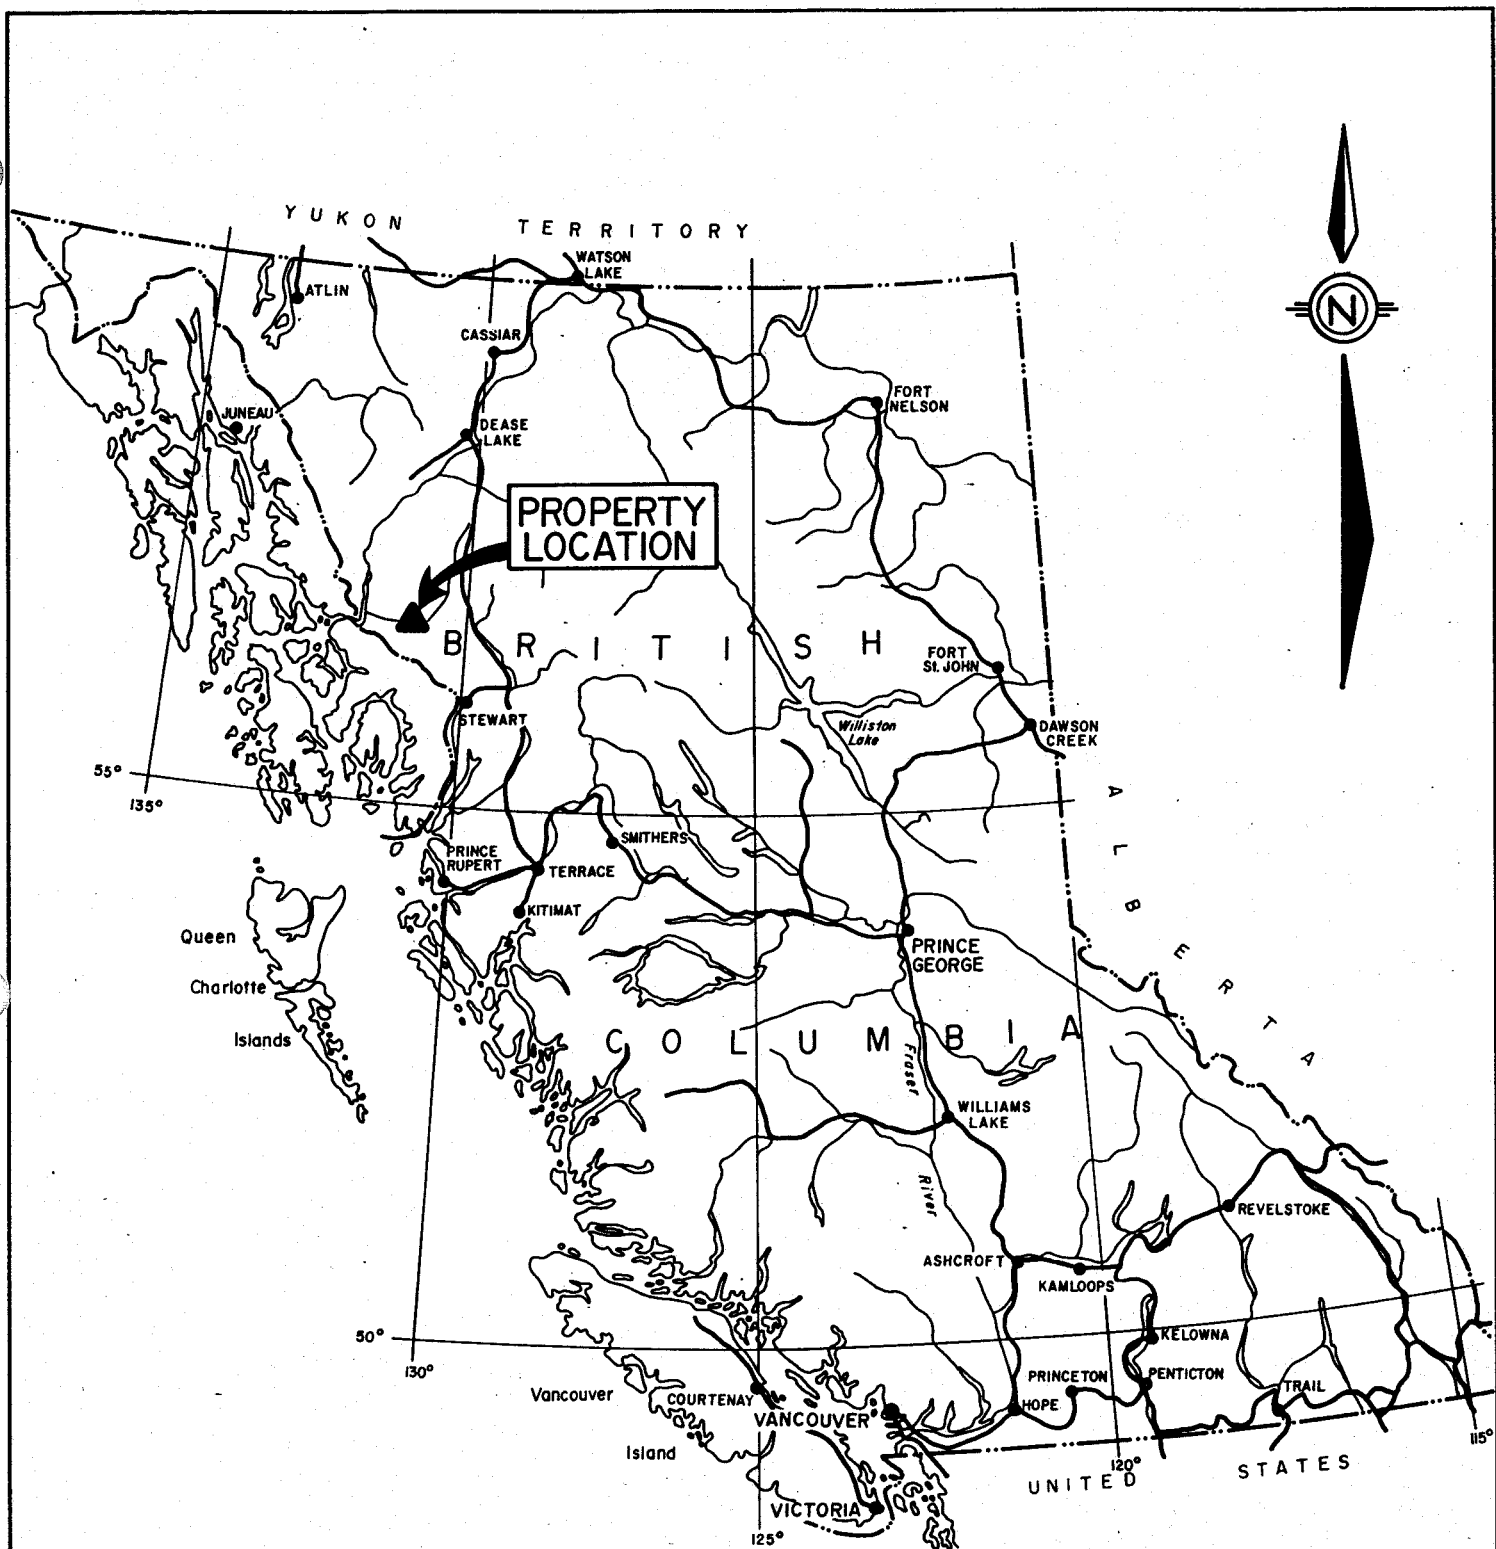 YUKON TERRITORY
WATSON
LAKE
ATLIN
CASSIAR
FORT
NELSON
JUNEAU
DEASE
LAKE
PROPERTY
LOCATION
N
BRITISH
FORT
St. JOHN
STEWART
Williston
Lake
DAWSON
CREEK
55°
135°
ALBERTA
SMITHERS
PRINCE
RUPERT
TERRACE
KITIMAT
Queen
Charlotte
Islands
PRINCE
GEORGE
COLUMBIA
Fraser
River
WILLIAMS
LAKE
REVELSTOKE
ASHCROFT
KAMLOOPS
50°
130°
KELOWNA
PRINCETON
PENTICTON
TRAIL
HOPE
Vancouver
Island
COURTENAY
VANCOUVER
VICTORIA
125°
120°
115°
UNITED STATES